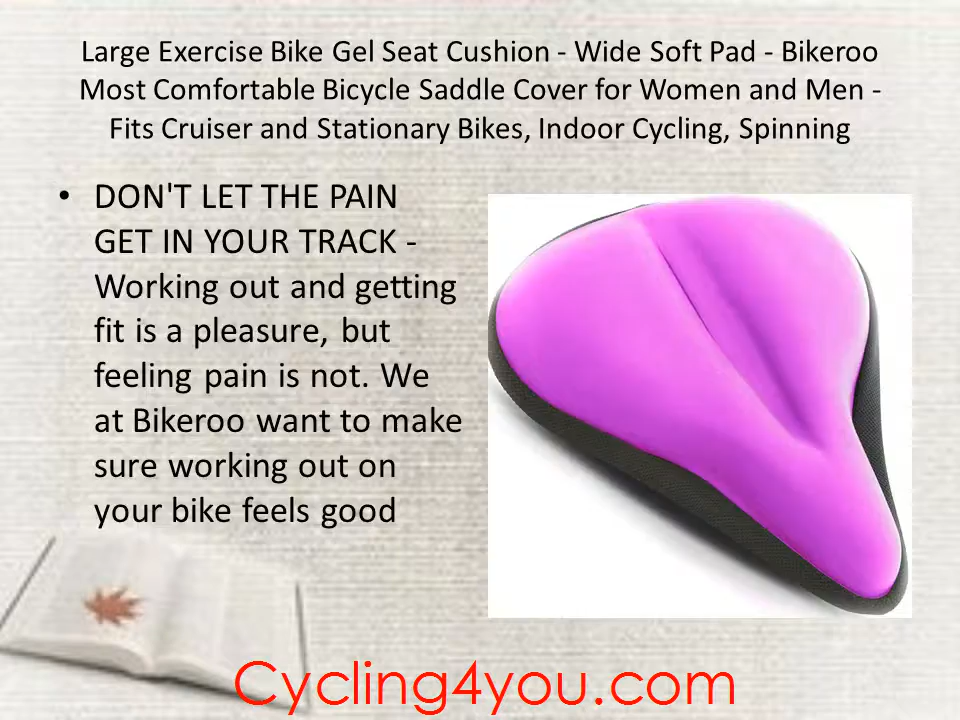 Large Exercise Bike Gel Seat Cushion - Wide Soft Pad - Bikeroo
Most Comfortable Bicycle Saddle Cover for Women and Men -
Fits Cruiser and Stationary Bikes, Indoor Cycling, Spinning
• DON'T LET THE PAIN
GET IN YOUR TRACK -
Working out and getting
fit is a pleasure, but
feeling pain is not. We
at Bikeroo want to make
sure working out on
your bike feels good
Cycling4you.com